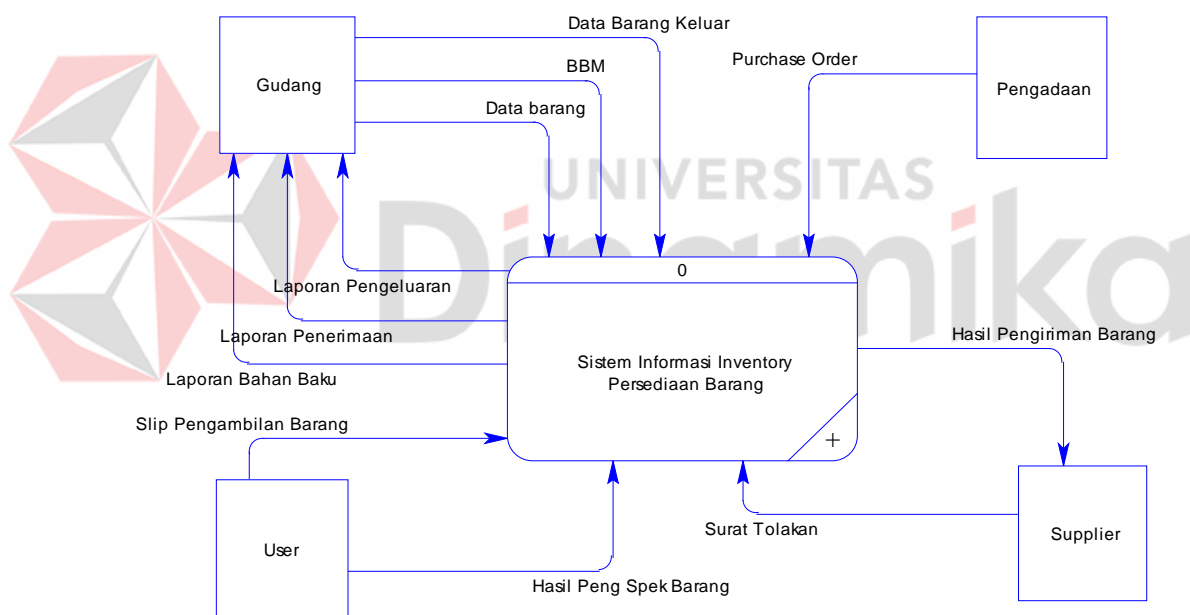 Data Barang Keluar
BBM
Data barang
Gudang
Purchase Order
Pengadaan
UNIVERSITAS
Dinamika
0
Laporan Pengeluaran
Laporan Penerimaan
Laporan Bahan Baku
Sistem Informasi Inventory
Persediaan Barang
+
Hasil Pengiriman Barang
Slip Pengambilan Barang
User
Hasil Peng Spek Barang
Surat Tolakan
Supplier